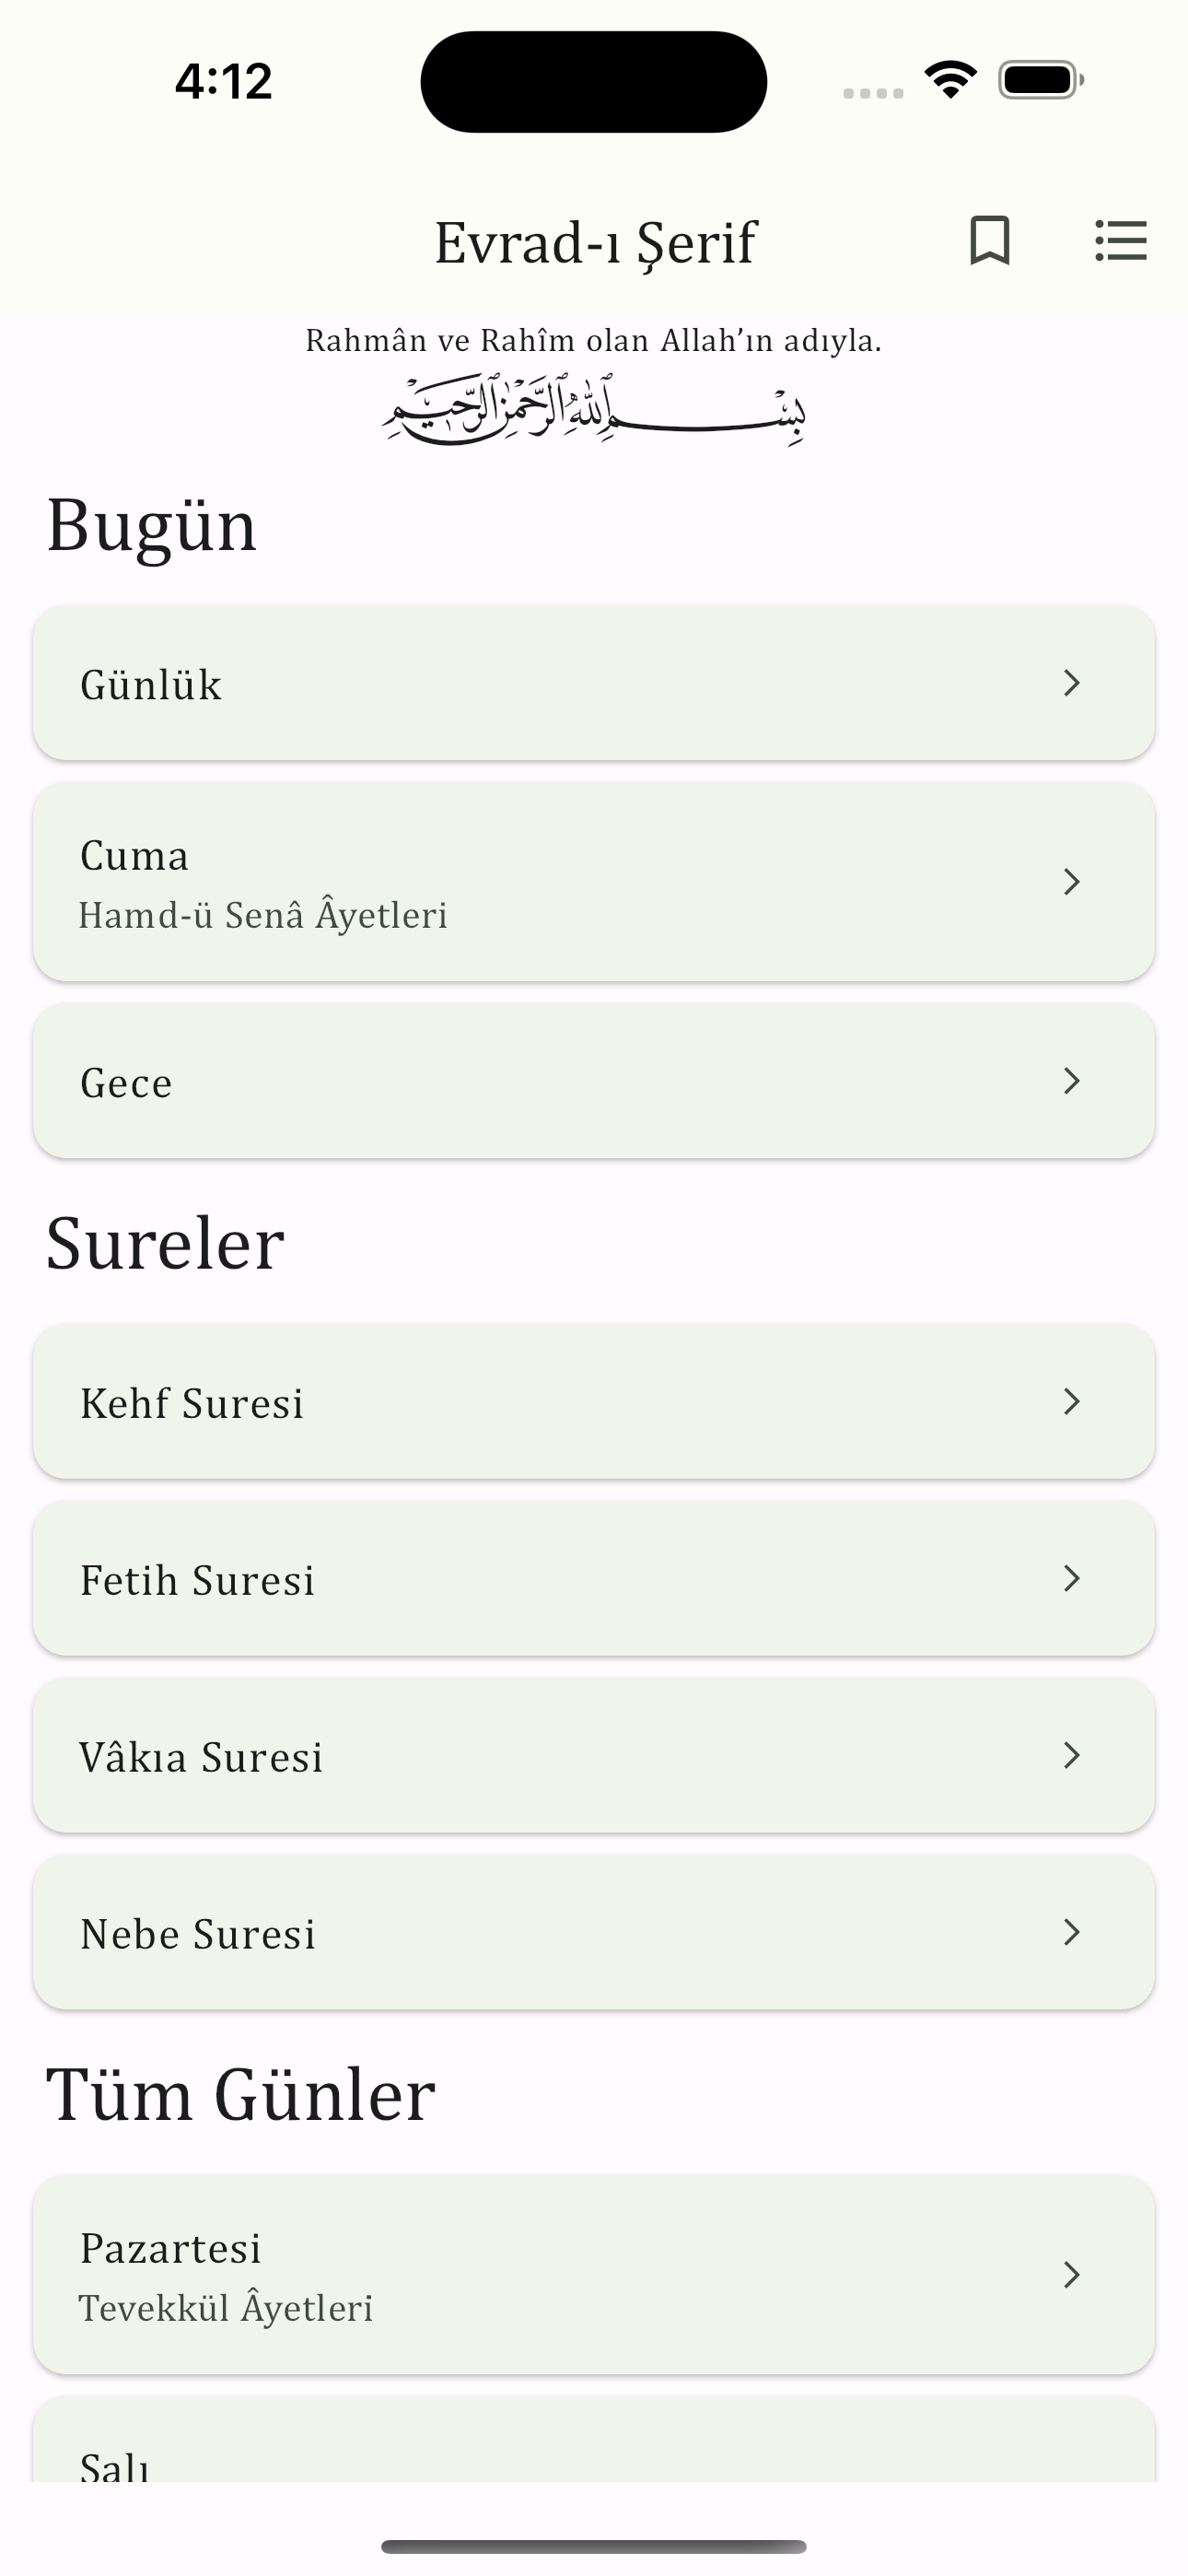 4:12
Evrad-ı Şerif
Rahmân ve Rahîm olan Allah’ın adıyla.
بِسْمِ اللَّهِ الرَّحْمَٰنِ الرَّحِيمِ
Bugün
Günlük
Cuma
Hamd-ü Senâ Âyetleri
Gece
Sureler
Kehf Suresi
Fetih Suresi
Vâkıa Suresi
Nebe Suresi
Tüm Günler
Pazartesi
Tevekkül Âyetleri
Salı